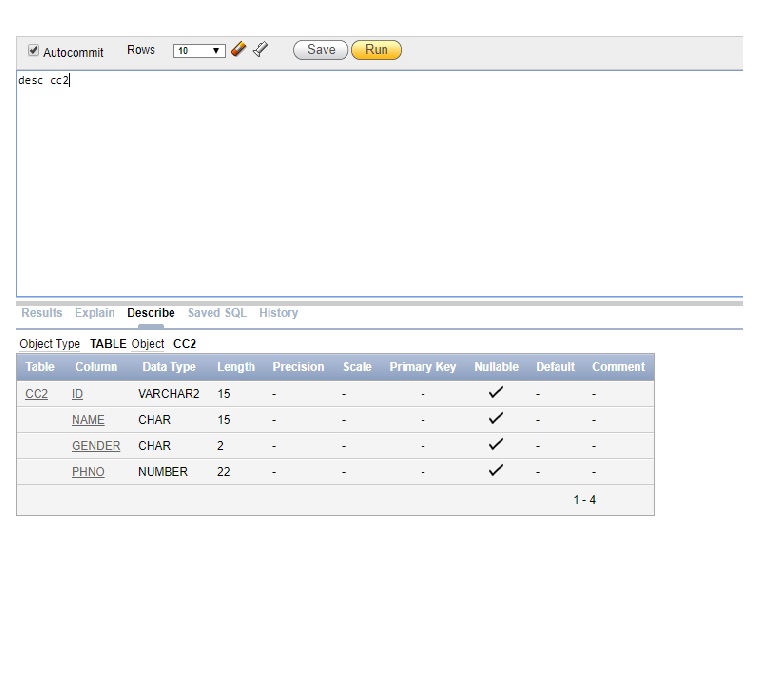 Autocommit Rows 10 Save Run
desc cc2
Results Explain Describe Saved SQL History
Object Type TABLE Object CC2
Table Column Data Type Length Precision Scale Primary Key Nullable Default Comment
CC2 ID VARCHAR2 15 - - - - -
NAME CHAR 15 - - - - -
GENDER CHAR 2 - - - - -
PHNO NUMBER 22 - - - - -
1 - 4